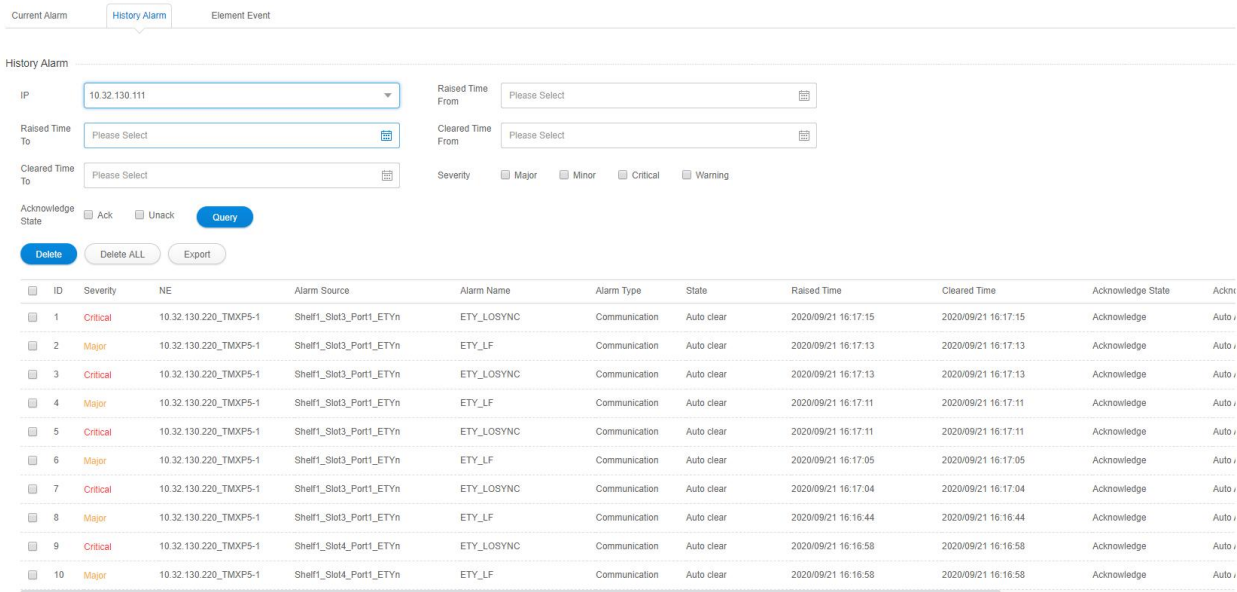 Current Alarm History Alarm Element Event
History Alarm
IP 10.32.130.111 Raised Time From Please Select
Raised Time To Please Select Cleared Time From Please Select
Cleared Time To Please Select Severity Major Minor Critical Warning
Acknowledge State Ack Unack Query
Delete Delete ALL Export
ID Severity NE Alarm Source Alarm Name Alarm Type State Raised Time Cleared Time Acknowledge State Ackno
1 Critical 10.32.130.220_TMXP5-1 Shelf1_Slot3_Port1_ETYn ETY_LOSYNC Communication Auto clear 2020/09/21 16:17:15 2020/09/21 16:17:15 Acknowledge Auto
2 Major 10.32.130.220_TMXP5-1 Shelf1_Slot3_Port1_ETYn ETY_LF Communication Auto clear 2020/09/21 16:17:13 2020/09/21 16:17:13 Acknowledge Auto
3 Critical 10.32.130.220_TMXP5-1 Shelf1_Slot3_Port1_ETYn ETY_LOSYNC Communication Auto clear 2020/09/21 16:17:13 2020/09/21 16:17:13 Acknowledge Auto
4 Major 10.32.130.220_TMXP5-1 Shelf1_Slot3_Port1_ETYn ETY_LF Communication Auto clear 2020/09/21 16:17:11 2020/09/21 16:17:11 Acknowledge Auto
5 Critical 10.32.130.220_TMXP5-1 Shelf1_Slot3_Port1_ETYn ETY_LOSYNC Communication Auto clear 2020/09/21 16:17:11 2020/09/21 16:17:11 Acknowledge Auto
6 Major 10.32.130.220_TMXP5-1 Shelf1_Slot3_Port1_ETYn ETY_LF Communication Auto clear 2020/09/21 16:17:05 2020/09/21 16:17:05 Acknowledge Auto
7 Critical 10.32.130.220_TMXP5-1 Shelf1_Slot3_Port1_ETYn ETY_LOSYNC Communication Auto clear 2020/09/21 16:17:04 2020/09/21 16:17:04 Acknowledge Auto
8 Major 10.32.130.220_TMXP5-1 Shelf1_Slot3_Port1_ETYn ETY_LF Communication Auto clear 2020/09/21 16:16:44 2020/09/21 16:16:44 Acknowledge Auto
9 Critical 10.32.130.220_TMXP5-1 Shelf1_Slot4_Port1_ETYn ETY_LOSYNC Communication Auto clear 2020/09/21 16:16:58 2020/09/21 16:16:58 Acknowledge Auto
10 Major 10.32.130.220_TMXP5-1 Shelf1_Slot4_Port1_ETYn ETY_LF Communication Auto clear 2020/09/21 16:16:58 2020/09/21 16:16:58 Acknowledge Auto